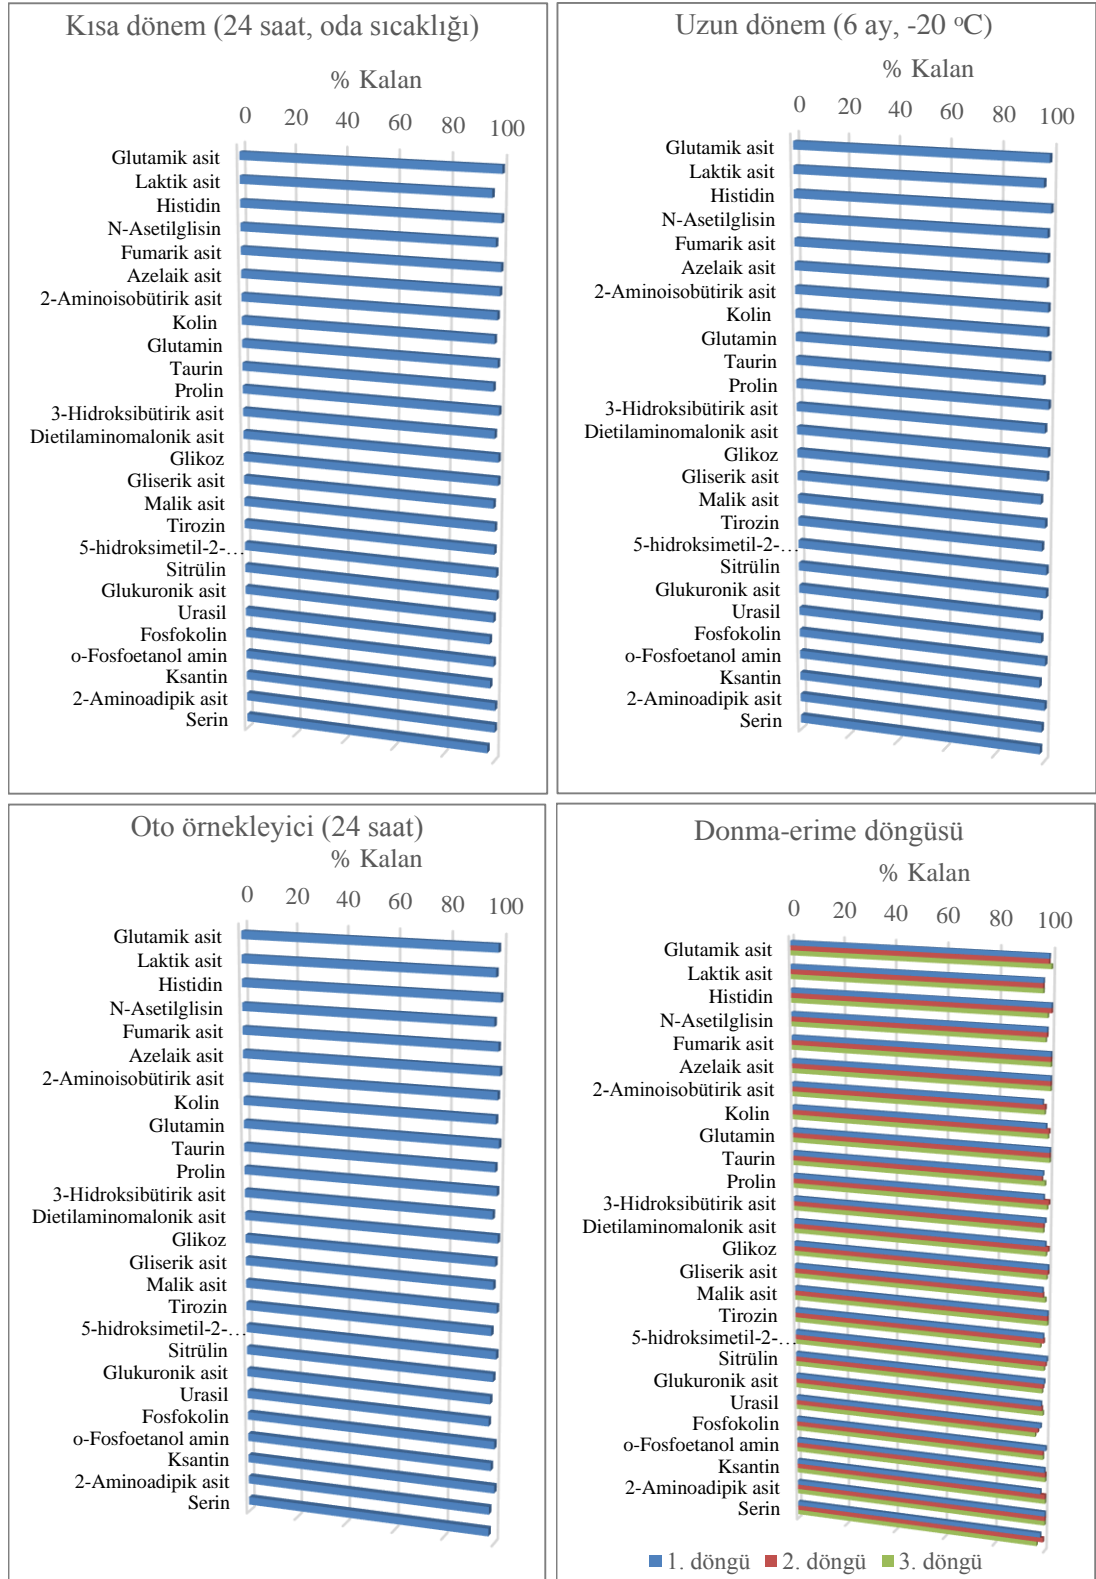 Kısa dönem (24 saat, oda sıcaklığı)
% Kalan
0 20 40 60 80 100
Glutamik asit
Laktik asit
Histidin
N-Asetilglisin
Fumarik asit
Azelaik asit
2-Aminoisobütirik asit
Kolin
Glutamin
Taurin
Prolin
3-Hidroksibütirik asit
Dietilaminomalonik asit
Glikoz
Gliserik asit
Malik asit
Tirozin
5-hidroksimetil-2-…
Sitrülin
Glukuronik asit
Urasil
Fosfokolin
o-Fosfoetanol amin
Ksantin
2-Aminoadipik asit
Serin
Uzun dönem (6 ay, -20 ºC)
% Kalan
0 20 40 60 80 100
Glutamik asit
Laktik asit
Histidin
N-Asetilglisin
Fumarik asit
Azelaik asit
2-Aminoisobütirik asit
Kolin
Glutamin
Taurin
Prolin
3-Hidroksibütirik asit
Dietilaminomalonik asit
Glikoz
Gliserik asit
Malik asit
Tirozin
5-hidroksimetil-2-…
Sitrülin
Glukuronik asit
Urasil
Fosfokolin
o-Fosfoetanol amin
Ksantin
2-Aminoadipik asit
Serin
Oto örnekleyici (24 saat)
% Kalan
0 20 40 60 80 100
Glutamik asit
Laktik asit
Histidin
N-Asetilglisin
Fumarik asit
Azelaik asit
2-Aminoisobütirik asit
Kolin
Glutamin
Taurin
Prolin
3-Hidroksibütirik asit
Dietilaminomalonik asit
Glikoz
Gliserik asit
Malik asit
Tirozin
5-hidroksimetil-2-…
Sitrülin
Glukuronik asit
Urasil
Fosfokolin
o-Fosfoetanol amin
Ksantin
2-Aminoadipik asit
Serin
Donma-erime döngüsü
% Kalan
0 20 40 60 80 100
Glutamik asit
Laktik asit
Histidin
N-Asetilglisin
Fumarik asit
Azelaik asit
2-Aminoisobütirik asit
Kolin
Glutamin
Taurin
Prolin
3-Hidroksibütirik asit
Dietilaminomalonik asit
Glikoz
Gliserik asit
Malik asit
Tirozin
5-hidroksimetil-2-…
Sitrülin
Glukuronik asit
Urasil
Fosfokolin
o-Fosfoetanol amin
Ksantin
2-Aminoadipik asit
Serin
1. döngü 2. döngü 3. döngü